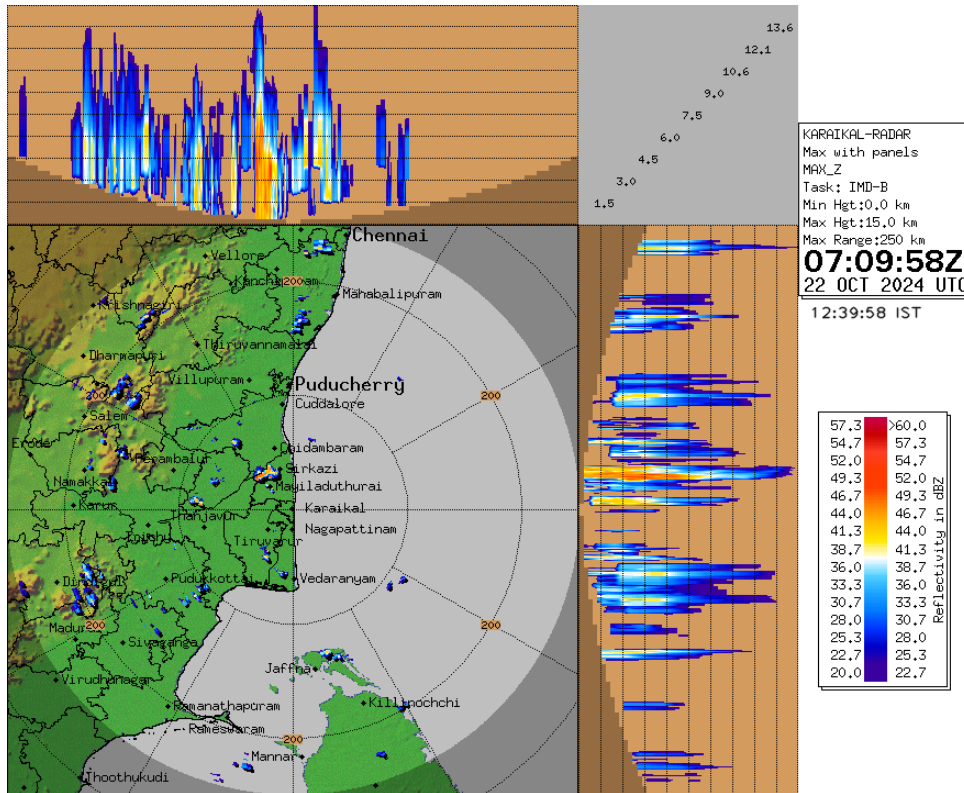 13.6
12.1
10.6
9.0
7.5
6.0
4.5
3.0
1.5
KARAIKAL-RADAR
Max with panels
MAX_Z
Task: IMD-B
Min Hgt:0.0 km
Max Hgt:15.0 km
Max Range:250 km
07:09:58Z
22 OCT 2024 UTC
12:39:58 IST
Chennai
Vellore
200
Mahabalipuram
Krishnagiri
Thiruvannamalai
Dharmapuri
Villupuram
Puducherry
200
200
Cuddalore
Salem
Erode
Chidambaram
Perambalur
Sirkazi
Namakkal
Mayiladuthurai
Karur
Karaikal
Thanjavur
Nagapattinam
Tiruvarur
Pudukkottai
Vedaranyam
200
200
Madurai
Sivaganga
Jaffna
Virudhunagar
Killinochchi
Ramanathapuram
Rameswaram
200
Mannar
Thoothukudi
57.3 >60.0
54.7 57.3
52.0 54.7
49.3 52.0
46.7 49.3
44.0 46.7
41.3 44.0
38.7 41.3
36.0 38.7
33.3 36.0
30.7 33.3
28.0 30.7
25.3 28.0
22.7 25.3
20.0 22.7
Reflectivity in dBZ